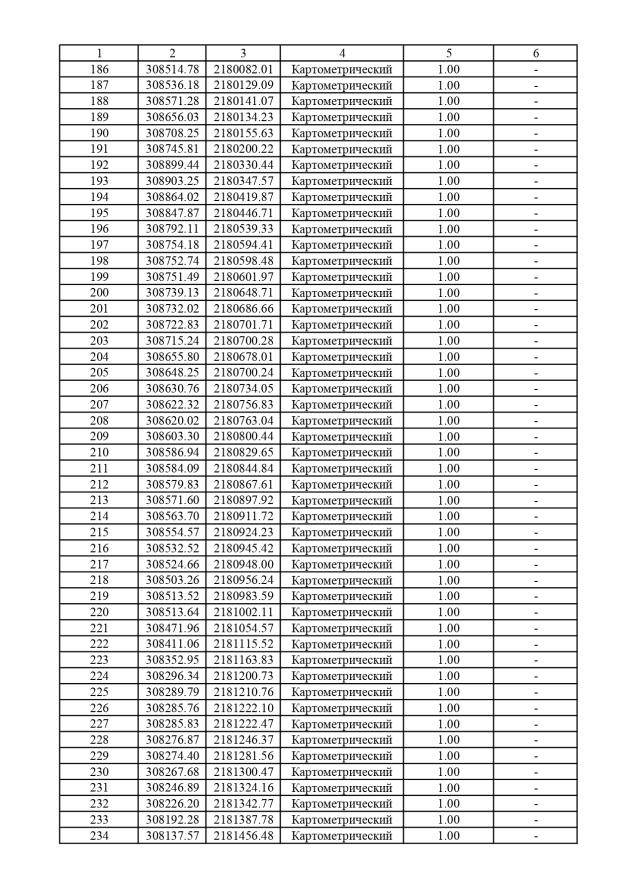 1 2 3 4 5 6
186 308514.78 2180082.01 Картометрический 1.00 -
187 308536.18 2180129.09 Картометрический 1.00 -
188 308571.28 2180141.07 Картометрический 1.00 -
189 308656.03 2180134.23 Картометрический 1.00 -
190 308708.25 2180155.63 Картометрический 1.00 -
191 308745.81 2180200.22 Картометрический 1.00 -
192 308899.44 2180330.44 Картометрический 1.00 -
193 308903.25 2180347.57 Картометрический 1.00 -
194 308864.02 2180419.87 Картометрический 1.00 -
195 308847.87 2180446.71 Картометрический 1.00 -
196 308792.11 2180539.33 Картометрический 1.00 -
197 308754.18 2180594.41 Картометрический 1.00 -
198 308752.74 2180598.48 Картометрический 1.00 -
199 308751.49 2180601.97 Картометрический 1.00 -
200 308739.13 2180648.71 Картометрический 1.00 -
201 308732.02 2180686.66 Картометрический 1.00 -
202 308722.83 2180701.71 Картометрический 1.00 -
203 308715.24 2180700.28 Картометрический 1.00 -
204 308655.80 2180678.01 Картометрический 1.00 -
205 308648.25 2180700.24 Картометрический 1.00 -
206 308630.76 2180734.05 Картометрический 1.00 -
207 308622.32 2180756.83 Картометрический 1.00 -
208 308620.02 2180763.04 Картометрический 1.00 -
209 308603.30 2180800.44 Картометрический 1.00 -
210 308586.94 2180829.65 Картометрический 1.00 -
211 308584.09 2180844.84 Картометрический 1.00 -
212 308579.83 2180867.61 Картометрический 1.00 -
213 308571.60 2180897.92 Картометрический 1.00 -
214 308563.70 2180911.72 Картометрический 1.00 -
215 308554.57 2180924.23 Картометрический 1.00 -
216 308532.52 2180945.42 Картометрический 1.00 -
217 308524.66 2180948.00 Картометрический 1.00 -
218 308503.26 2180956.24 Картометрический 1.00 -
219 308513.52 2180983.59 Картометрический 1.00 -
220 308513.64 2181002.11 Картометрический 1.00 -
221 308471.96 2181054.57 Картометрический 1.00 -
222 308411.06 2181115.52 Картометрический 1.00 -
223 308352.95 2181163.83 Картометрический 1.00 -
224 308296.34 2181200.73 Картометрический 1.00 -
225 308289.79 2181210.76 Картометрический 1.00 -
226 308285.76 2181222.10 Картометрический 1.00 -
227 308285.83 2181222.47 Картометрический 1.00 -
228 308276.87 2181246.37 Картометрический 1.00 -
229 308274.40 2181281.56 Картометрический 1.00 -
230 308267.68 2181300.47 Картометрический 1.00 -
231 308246.89 2181324.16 Картометрический 1.00 -
232 308226.20 2181342.77 Картометрический 1.00 -
233 308192.28 2181387.78 Картометрический 1.00 -
234 308137.57 2181456.48 Картометрический 1.00 -